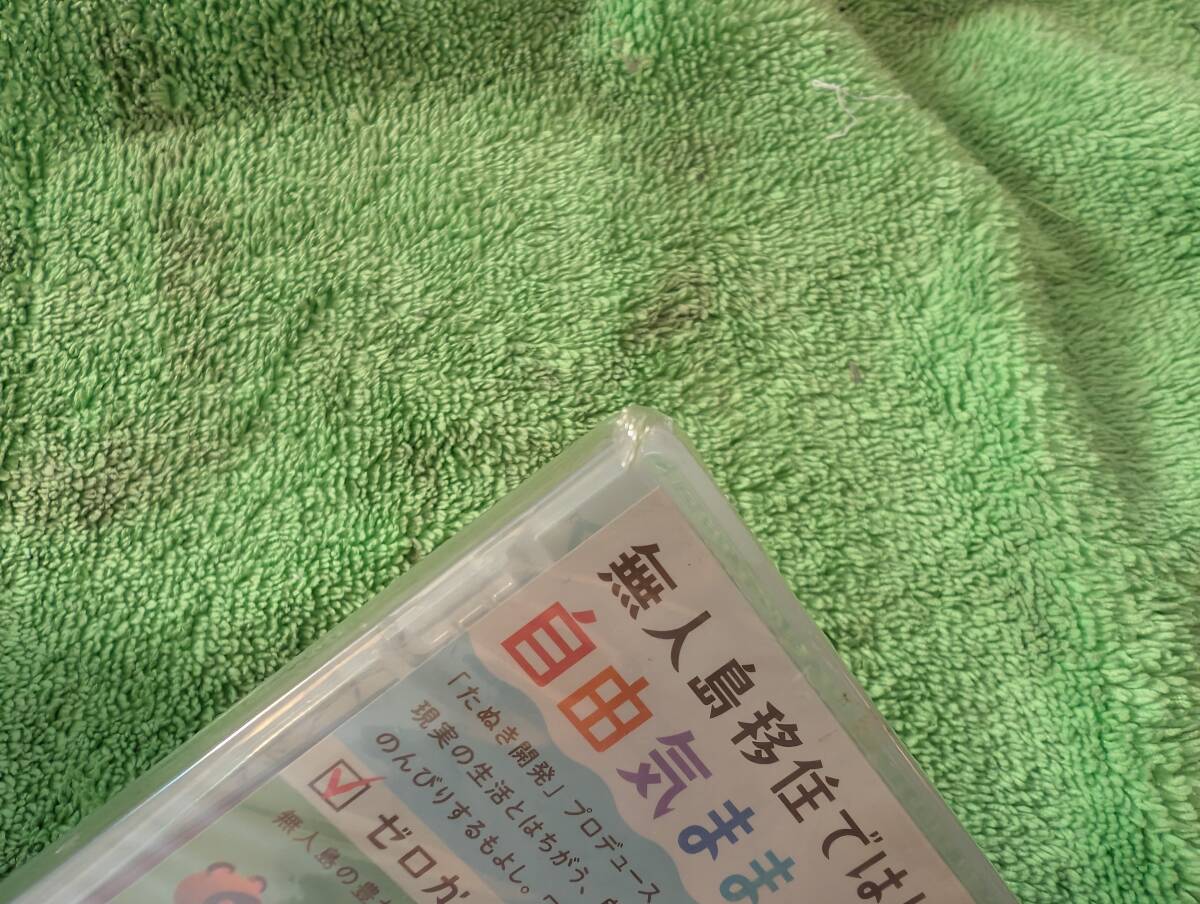 無人島移住では
自由気まま
「たぬき開発」プロデュース
現実の生活とはちがう、
のんびりするもよし。
ゼロか
無人島の豊